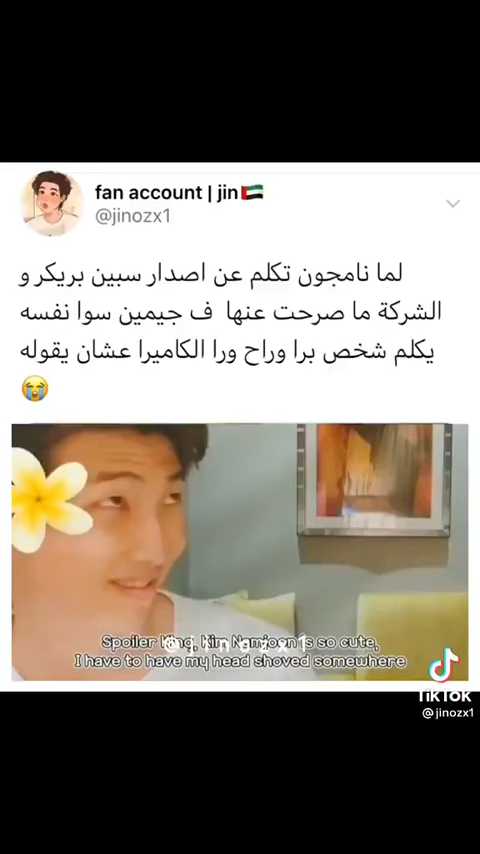 fan account | jin🇦🇪
@jinozx1
لما نامجون تكلم عن اصدار سبين بريكر و
الشركة ما صرحت عنها ف جيمين سوا نفسه
يكلم شخص برا وراح ورا الكاميرا عشان يقوله
😭
@jinozx1
Spoiler King, Kim Namjoon is so cute,
I have to have my head shoved somewhere
TikTok
@jinozx1